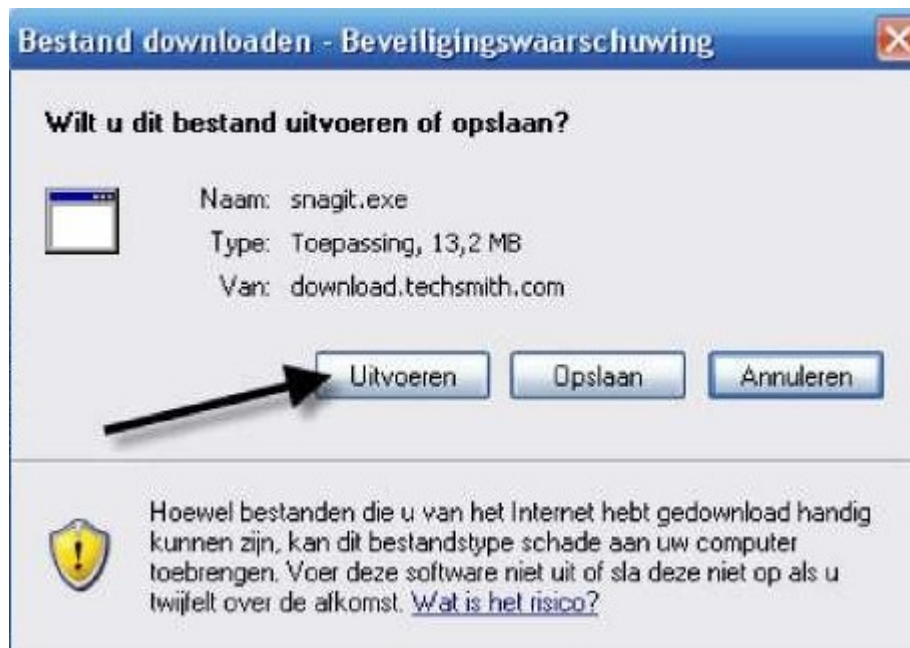 Bestand downloaden - Beveiligingswaarschuwing
Wilt u dit bestand uitvoeren of opslaan?
Naam: snagit.exe
Type: Toepassing, 13,2 MB
Van: download.techsmith.com
Uitvoeren Opslaan Annuleren
Hoewel bestanden die u van het Internet hebt gedownload handig
kunnen zijn, kan dit bestandstype schade aan uw computer
toebrengen. Voer deze software niet uit of sla deze niet op als u
twijfelt over de afkomst. Wat is het risico?